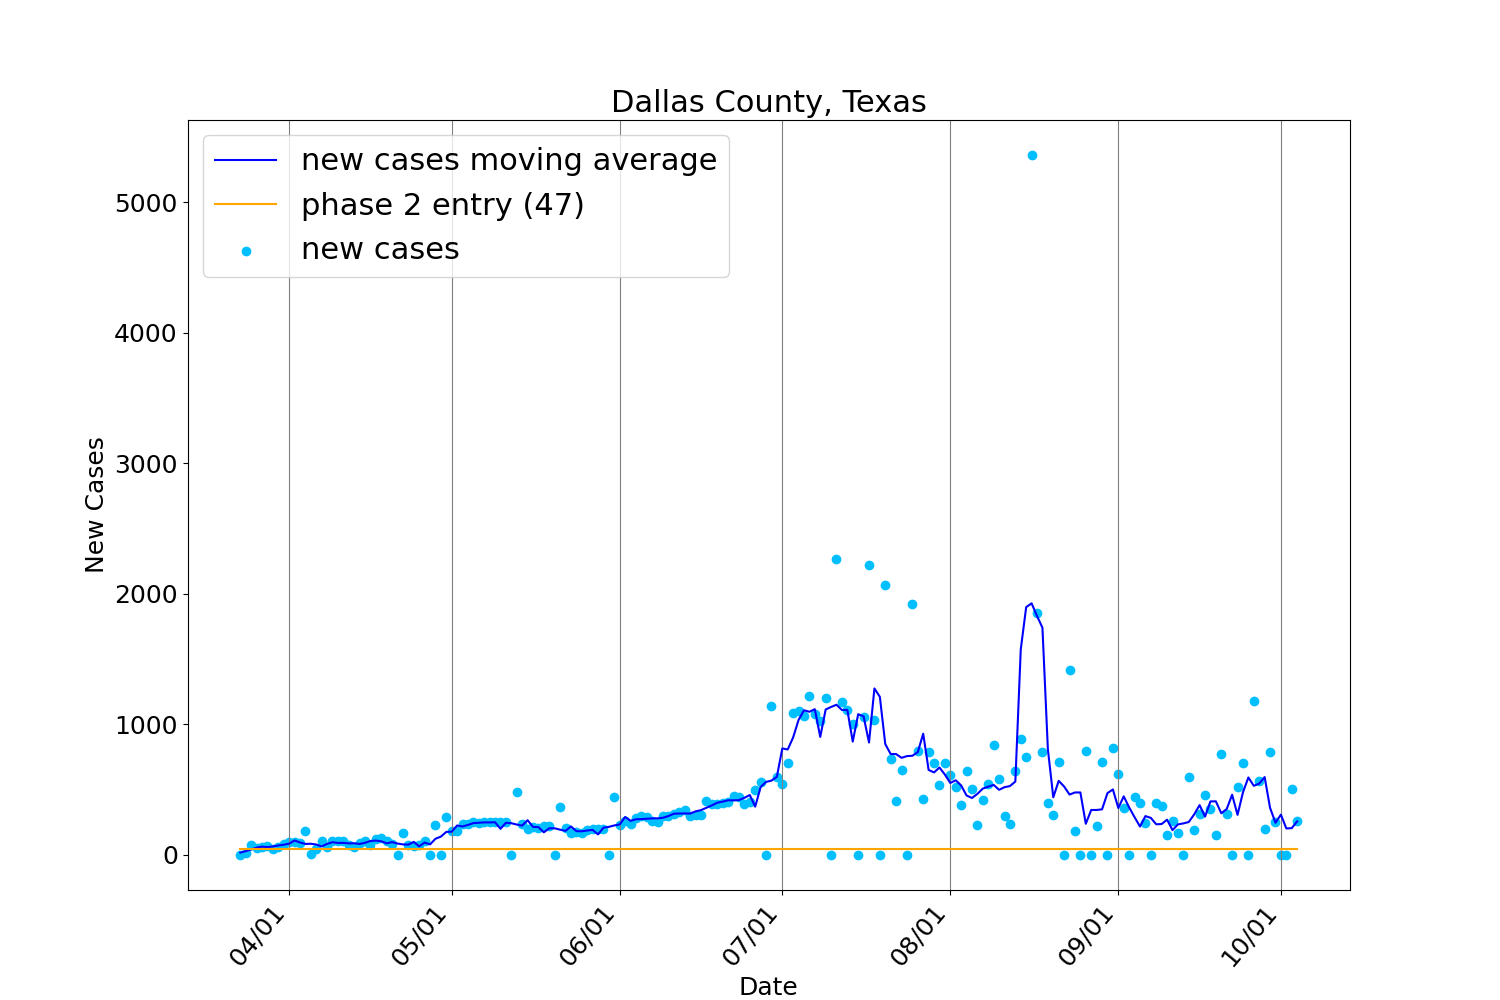 Dallas County, Texas
new cases moving average
phase 2 entry (47)
new cases
5000
4000
3000
2000
1000
0
New Cases
04/01
05/01
06/01
07/01
08/01
09/01
10/01
Date